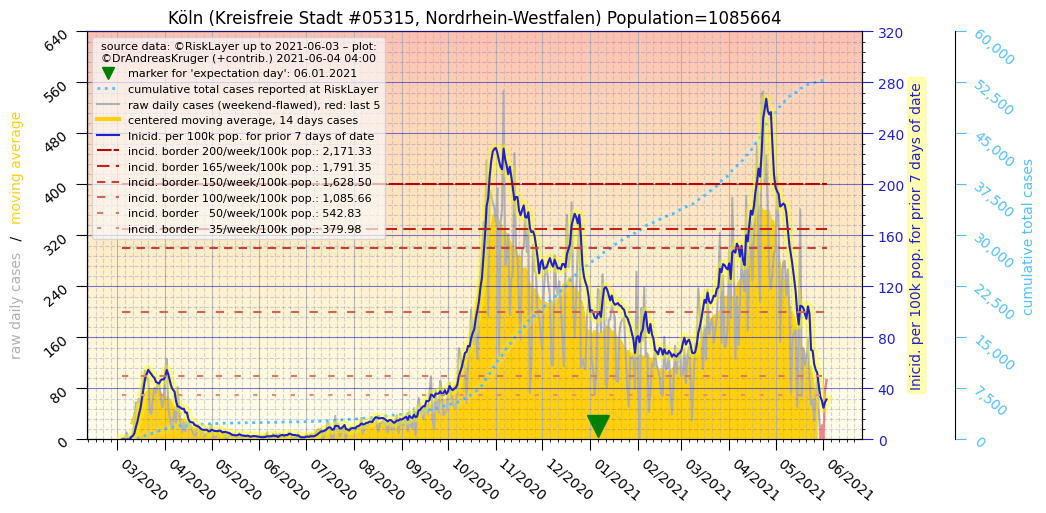 Köln (Kreisfreie Stadt #05315, Nordrhein-Westfalen) Population=1085664
source data: ©RiskLayer up to 2021-06-03 – plot:
©DrAndreasKruger (+contrib.) 2021-06-04 04:00
marker for 'expectation day': 06.01.2021
cumulative total cases reported at RiskLayer
raw daily cases (weekend-flawed), red: last 5
centered moving average, 14 days cases
Inicid. per 100k pop. for prior 7 days of date
incid. border 200/week/100k pop.: 2,171.33
incid. border 165/week/100k pop.: 1,791.35
incid. border 150/week/100k pop.: 1,628.50
incid. border 100/week/100k pop.: 1,085.66
incid. border   50/week/100k pop.: 542.83
incid. border   35/week/100k pop.: 379.98
raw daily cases / moving average
640
560
480
400
320
240
160
80
0
320
280
240
200
160
120
80
40
0
Inicid. per 100k pop. for prior 7 days of date
60,000
52,500
45,000
37,500
30,000
22,500
15,000
7,500
0
cumulative total cases
03/2020
04/2020
05/2020
06/2020
07/2020
08/2020
09/2020
10/2020
11/2020
12/2020
01/2021
02/2021
03/2021
04/2021
05/2021
06/2021